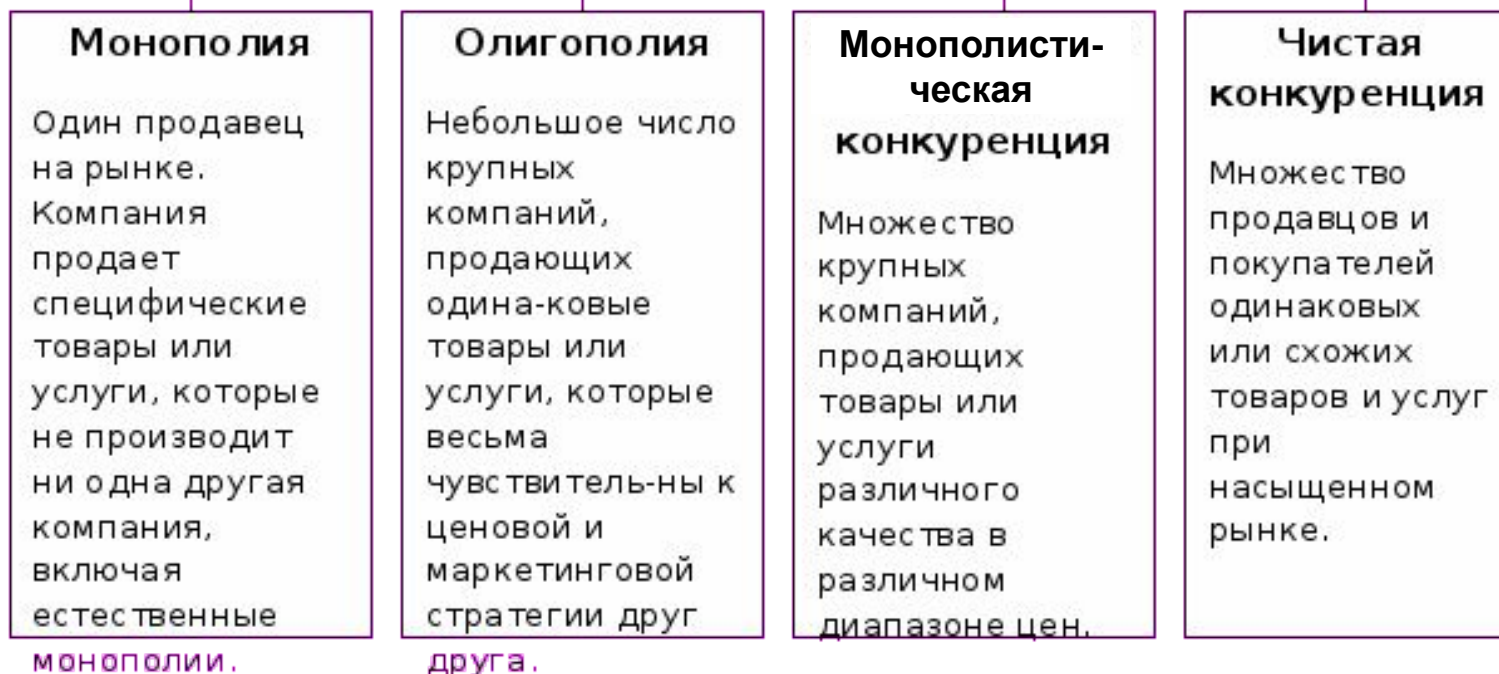 Монополия
Один продавец
на рынке.
Компания
продает
специфические
товары или
услуги, которые
не производит
ни одна другая
компания,
включая
естественные
монополии.
Олигополия
Небольшое число
крупных
компаний,
продающих
одина-ковые
товары или
услуги, которые
весьма
чувствитель-ны к
ценовой и
маркетинговой
стратегии друг
друга.
Монополисти-
ческая
конкуренция
Множество
крупных
компаний,
продающих
товары или
услуги
различного
качества в
различном
диапазоне цен.
Чистая
конкуренция
Множество
продавцов и
покупателей
одинаковых
или схожих
товаров и услуг
при
насыщенном
рынке.